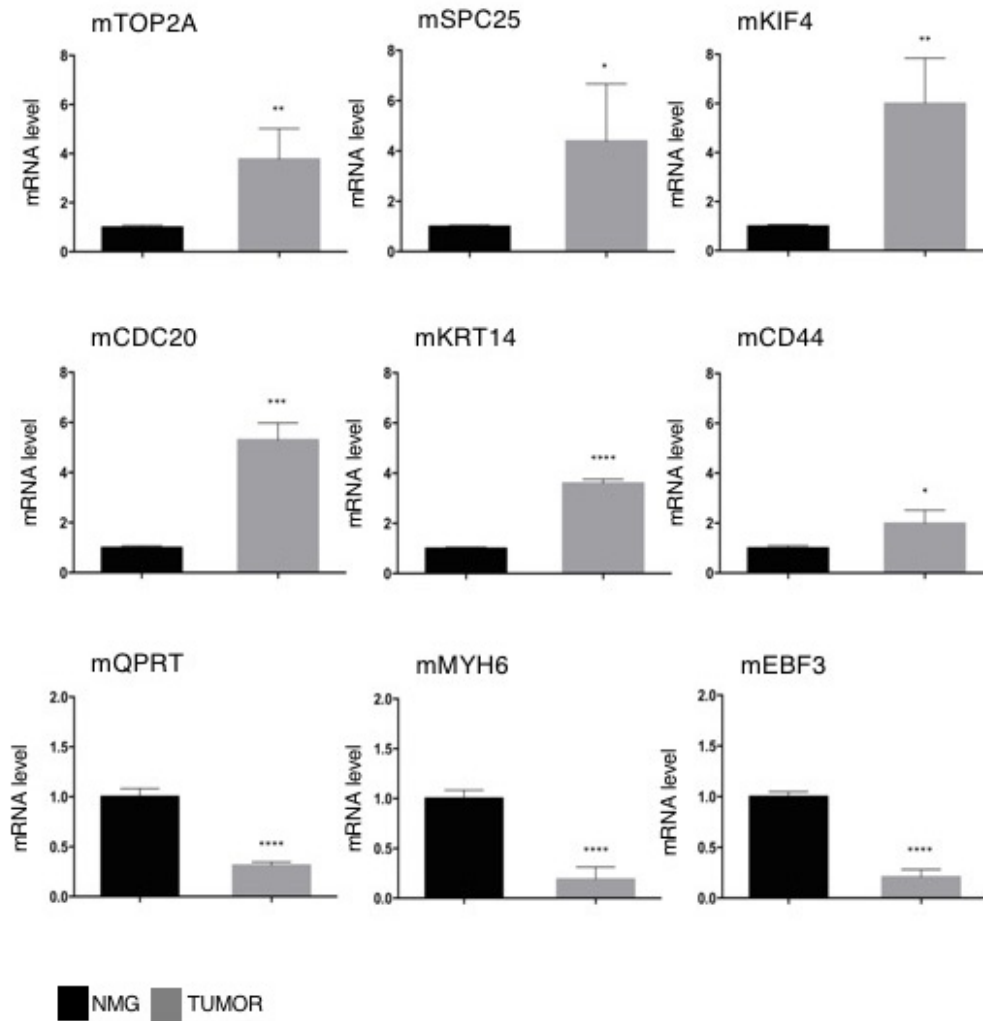 mTOP2A
mSPC25
mKIF4
8
6
4
2
0
mRNA level
**
8
6
4
2
0
mRNA level
*
8
6
4
2
0
mRNA level
**
mCDC20
mKRT14
mCD44
8
6
4
2
0
mRNA level
***
8
6
4
2
0
mRNA level
****
8
6
4
2
0
mRNA level
*
mQPRT
mMYH6
mEBF3
2.0
1.5
1.0
0.5
0.0
mRNA level
****
2.0
1.5
1.0
0.5
0.0
mRNA level
****
2.0
1.5
1.0
0.5
0.0
mRNA level
****
NMG TUMOR